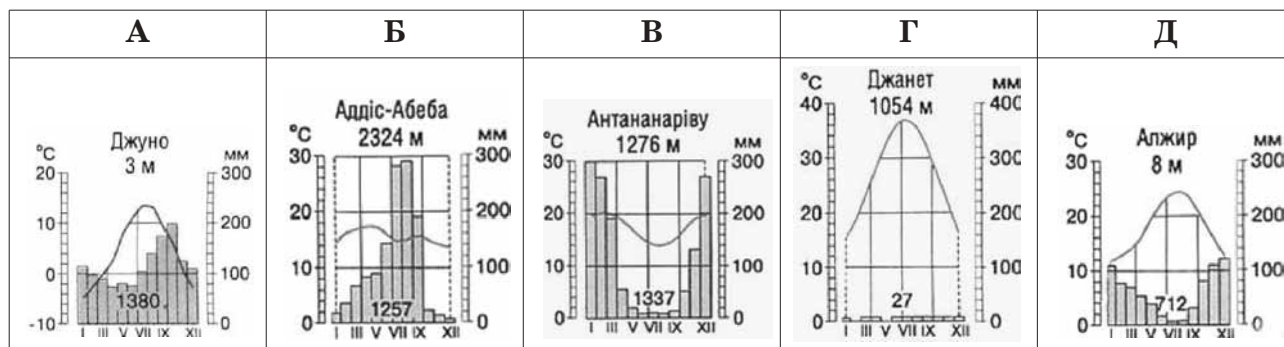 А Б В Г Д
Джуно
3 м
°C мм
20 300
10 200
0 100
-10 0
1380
I III V VII IX XII
Аддіс-Абеба
2324 м
°C мм
30 300
20 200
10 100
0 0
1257
I III V VII IX XII
Антананаріву
1276 м
°C мм
30 300
20 200
10 100
0 0
1337
I III V VII IX XII
Джанет
°C мм
1054 м
40 400
30 300
20 200
10 100
0 0
27
I III V VII IX XII
Алжир
8 м
°C мм
30 300
20 200
10 100
0 0
712
I III V VII IX XII